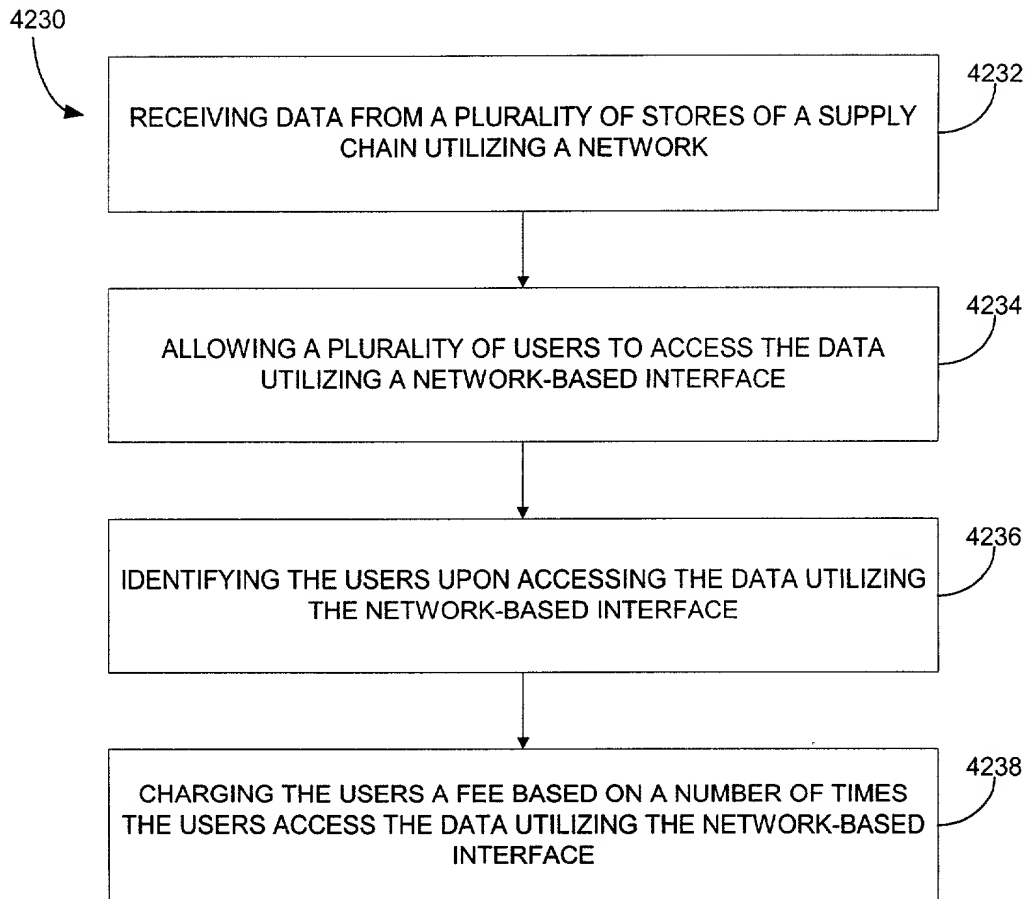 4230
4232
RECEIVING DATA FROM A PLURALITY OF STORES OF A SUPPLY
CHAIN UTILIZING A NETWORK
4234
ALLOWING A PLURALITY OF USERS TO ACCESS THE DATA
UTILIZING A NETWORK-BASED INTERFACE
4236
IDENTIFYING THE USERS UPON ACCESSING THE DATA UTILIZING
THE NETWORK-BASED INTERFACE
4238
CHARGING THE USERS A FEE BASED ON A NUMBER OF TIMES
THE USERS ACCESS THE DATA UTILIZING THE NETWORK-BASED
INTERFACE